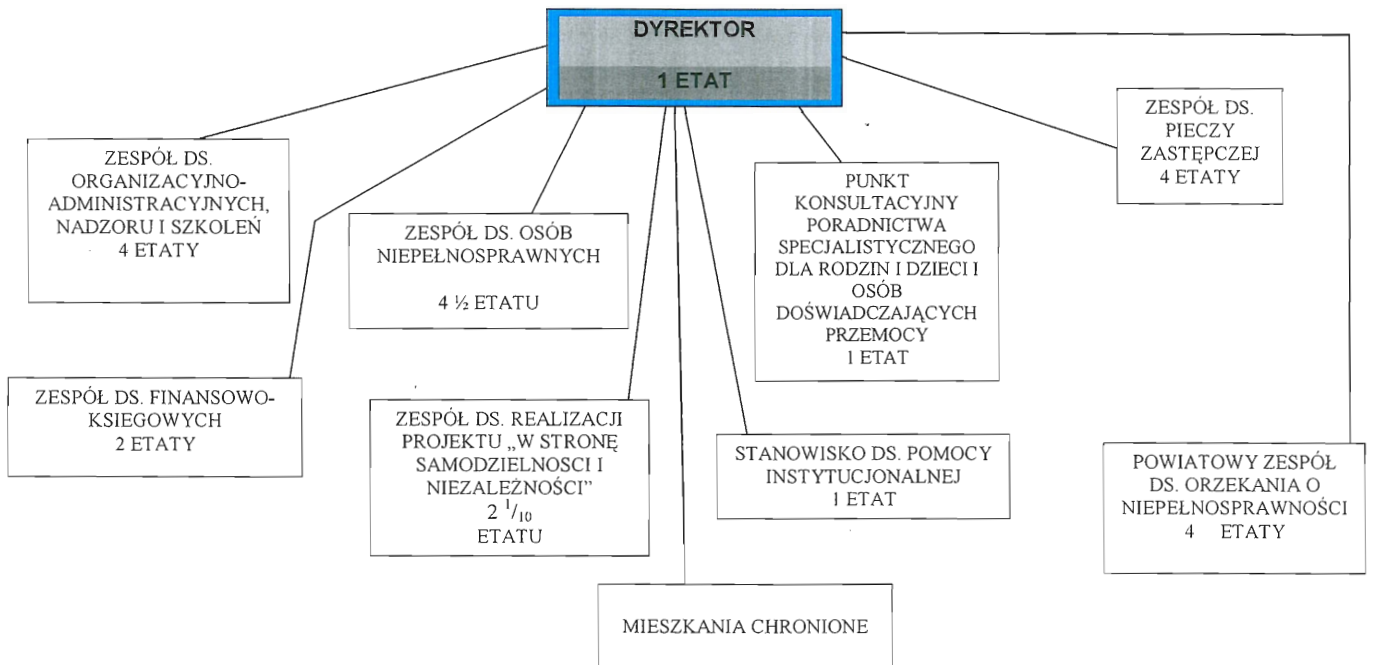 DYREKTOR
1 ETAT
ZESPÓŁ DS.
ORGANIZACYJNO-
ADMINISTRACYJNYCH,
NADZORU I SZKOLEŃ
4 ETATY
ZESPÓŁ DS. OSÓB
NIEPEŁNOSPRAWNYCH
4 ½ ETATU
PUNKT
KONSULTACYJNY
PORADNICTWA
SPECJALISTYCZNEGO
DLA RODZIN I DZIECI I
OSÓB
DOŚWIADCZAJĄCYCH
PRZEMOCY
1 ETAT
ZESPÓŁ DS.
PIECZY
ZASTĘPCZEJ
4 ETATY
ZESPÓŁ DS. FINANSOWO-
KSIEGOWYCH
2 ETATY
ZESPÓŁ DS. REALIZACJI
PROJEKTU „W STRONĘ
SAMODZIELNOSCI I
NIEZALEŻNOŚCI”
2 1/10
ETATU
STANOWISKO DS. POMOCY
INSTYTUCJONALNEJ
1 ETAT
POWIATOWY ZESPÓŁ
DS. ORZEKANIA O
NIEPEŁNOSPRAWNOŚCI
4 ETATY
MIESZKANIA CHRONIONE